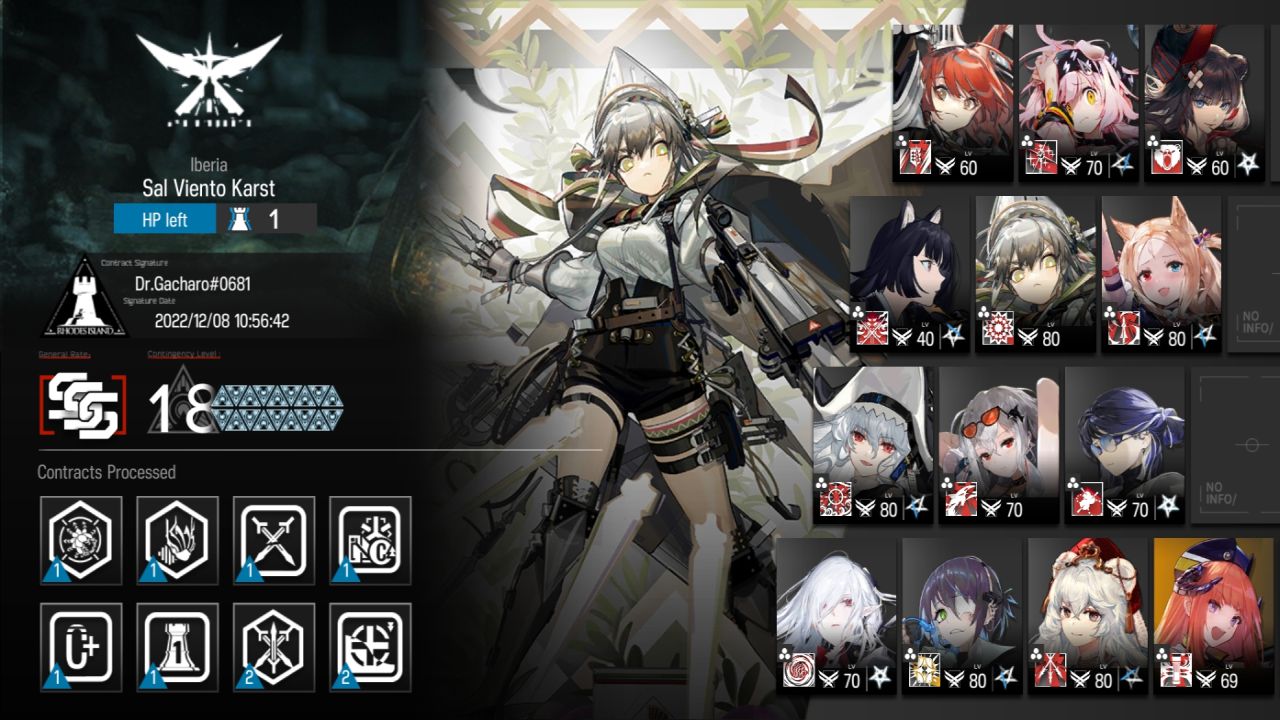 Iberia
Sal Viento Karst
HP left 1
Contract Signature
Dr.Gacharo#0681
Signature Date
2022/12/08 10:56:42
RHODES ISLAND
General Rate:
Contingency Level:
18
Contracts Processed
1
1
1
1
1
1
2
2
LV
60
LV
70
LV
60
LV
40
LV
80
LV
80
NO
INFO/
LV
80
LV
70
LV
70
NO
INFO/
LV
70
LV
80
LV
80
LV
69